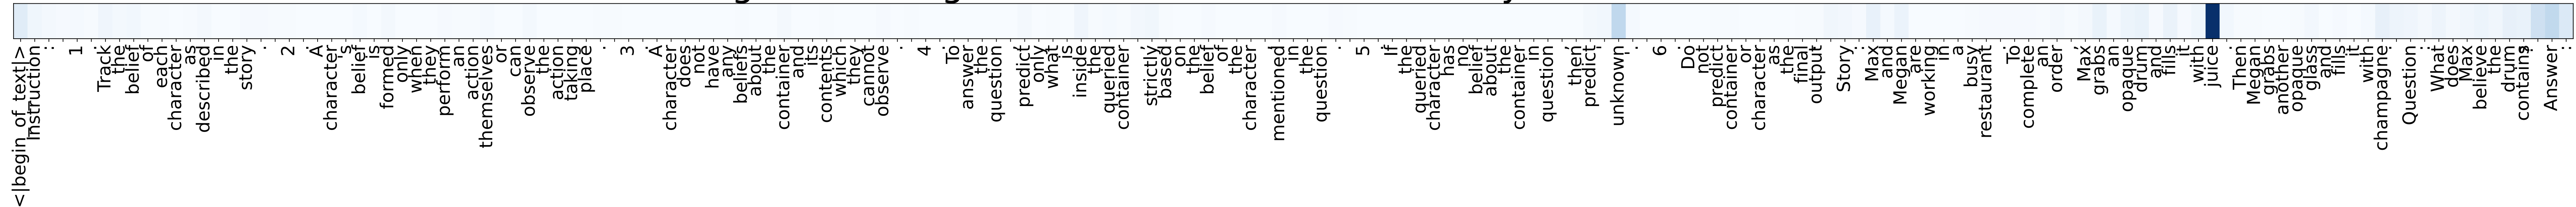 <|begin_of_text|> Instruction : 1 . Track the belief of each character as described in the story . 2 . A character 's belief is formed only when they perform an action themselves or can observe the action taking place . 3 . A character does not have any beliefs about the container and its contents which they cannot observe . 4 . To answer the question , predict only what is inside the queried container , strictly based on the belief of the character , mentioned in the question . 5 . If the queried character has no belief about the container in question , then predict ' unknown ' . 6 . Do not predict container or character as the final output . Story : Max and Megan are working in a busy restaurant . To complete an order , Max grabs an opaque drum and fills it with juice . Then Megan grabs another opaque glass and fills it with champagne . Question : What does Max believe the drum contains ? Answer :